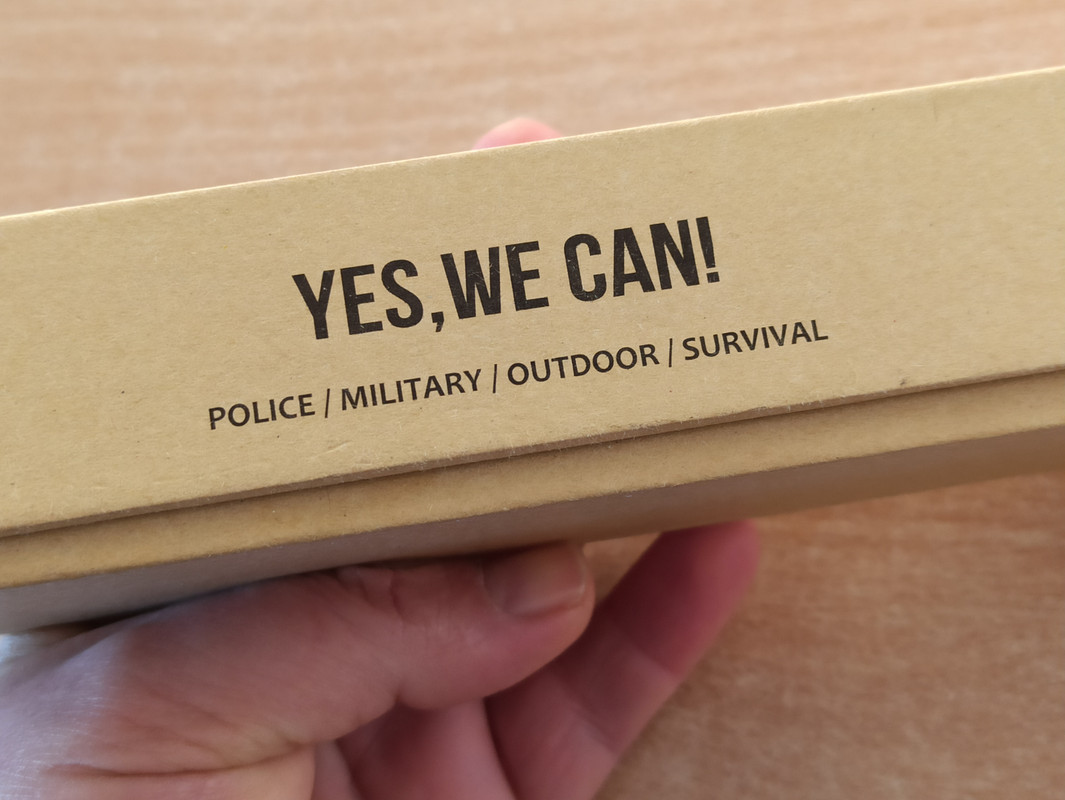 YES,WE CAN!
POLICE / MILITARY / OUTDOOR / SURVIVAL